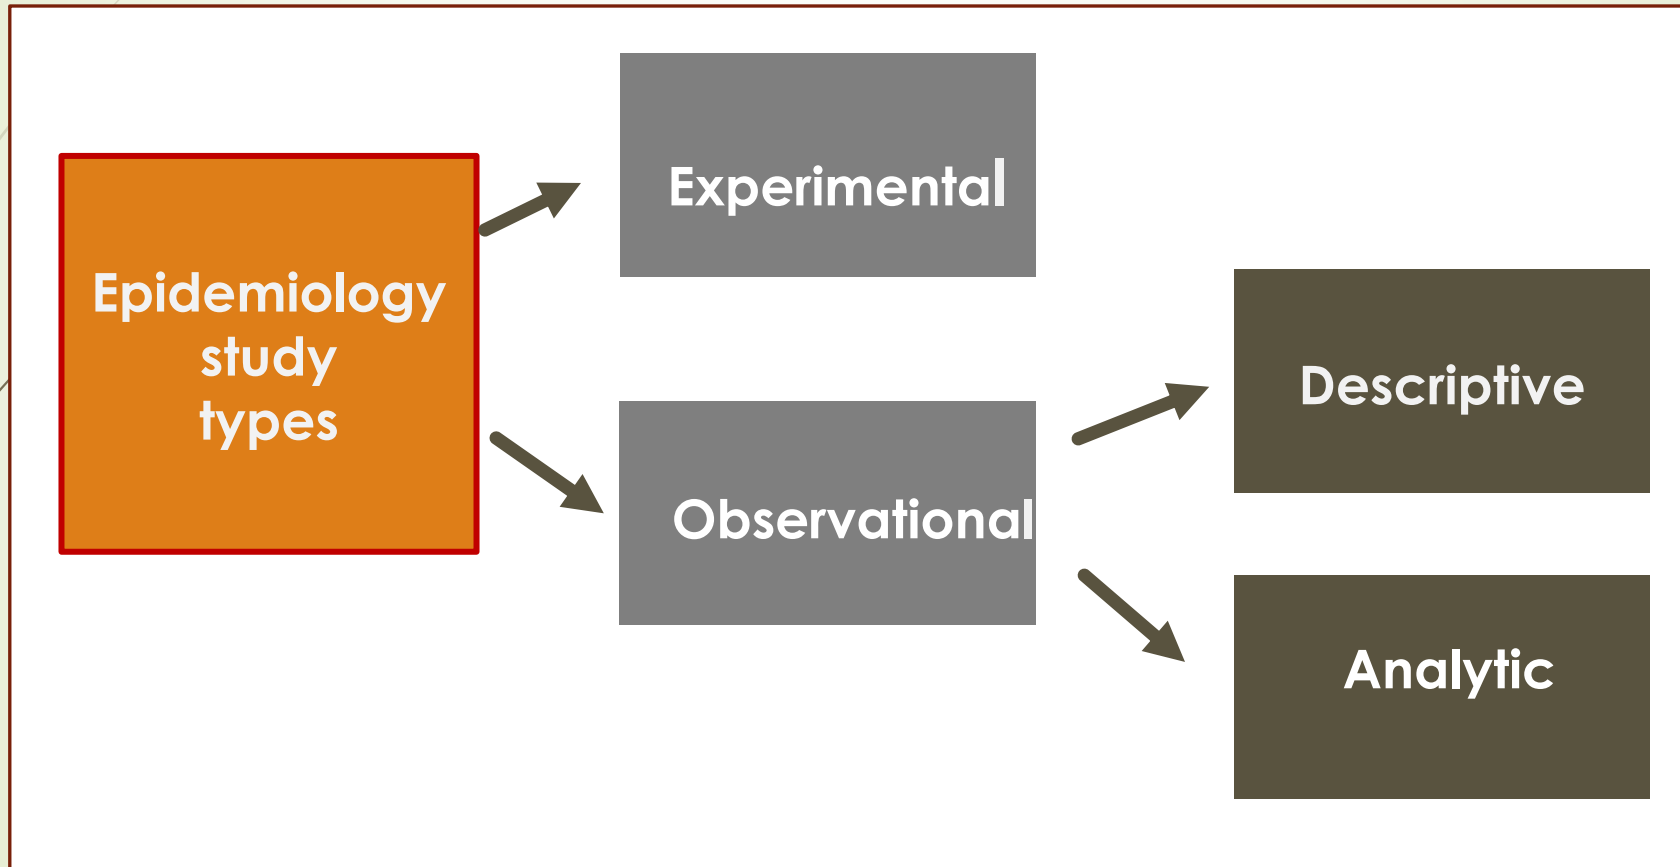 Experimental
Epidemiology
study
types
Descriptive
Observational
Analytic